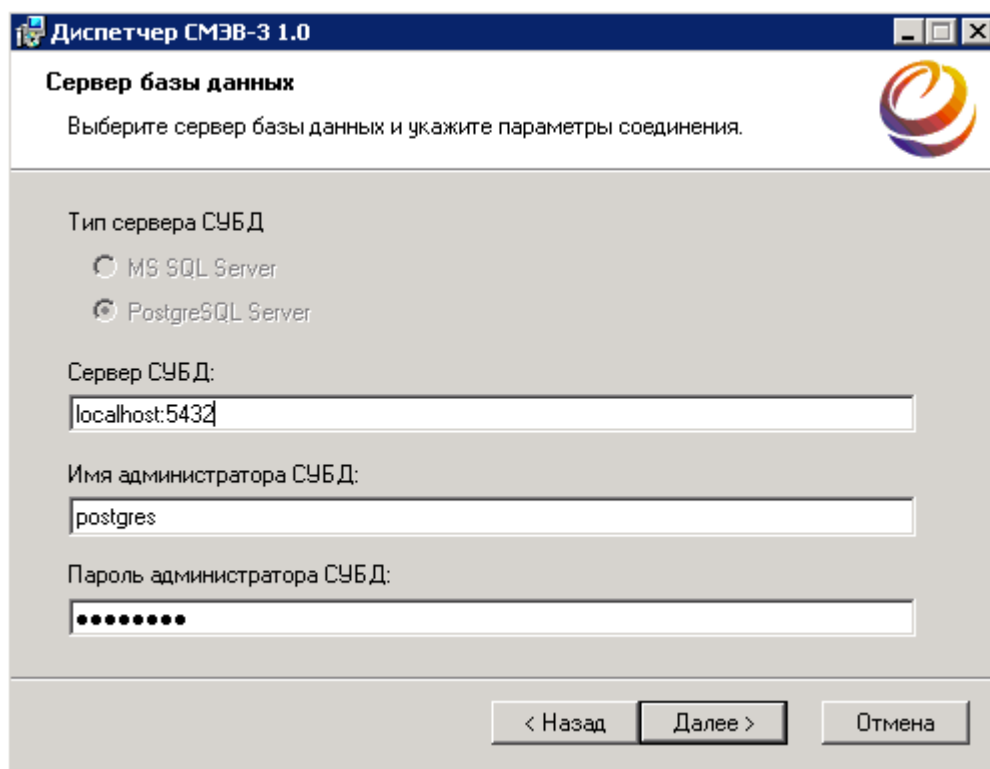 Диспетчер СМЭВ-3 1.0
Сервер базы данных
Выберите сервер базы данных и укажите параметры соединения.
Тип сервера СУБД
MS SQL Server
PostgreSQL Server
Сервер СУБД:
localhost:5432
Имя администратора СУБД:
postgres
Пароль администратора СУБД:
••••••••
< Назад
Далее >
Отмена